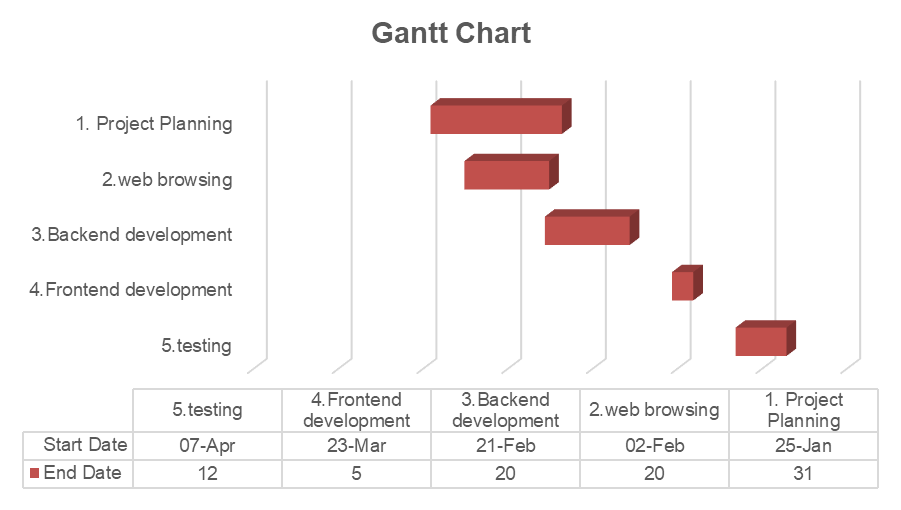 Gantt Chart
1. Project Planning
2.web browsing
3.Backend development
4.Frontend development
5.testing
5.testing 4.Frontend development 3.Backend development 2.web browsing 1. Project Planning
Start Date 07-Apr 23-Mar 21-Feb 02-Feb 25-Jan
End Date 12 5 20 20 31